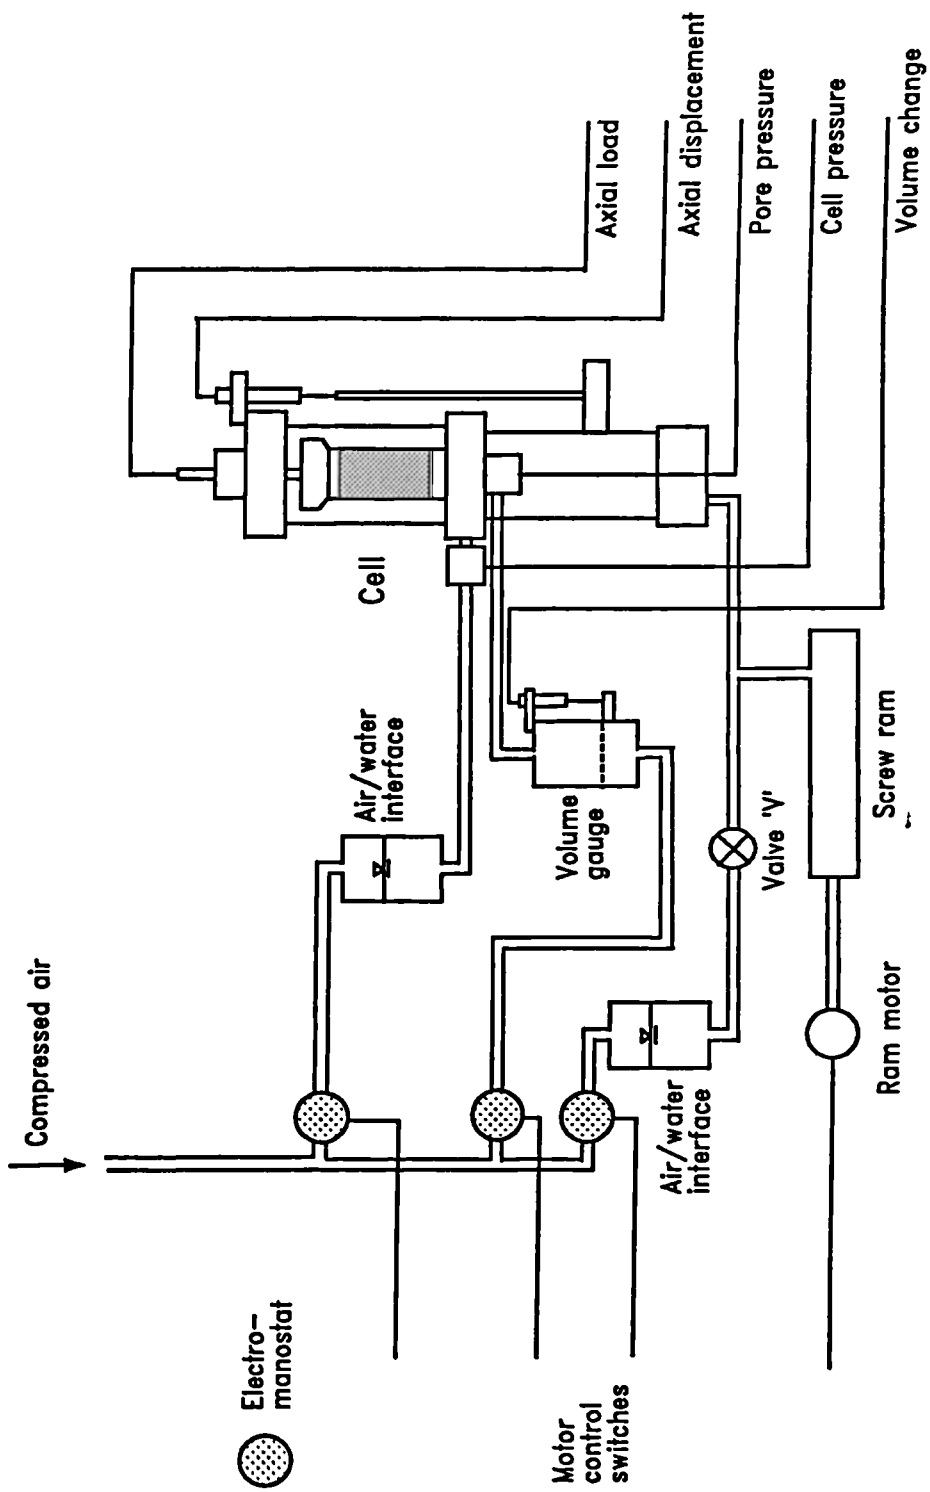 Compressed air
Electro-
manostat
Motor
control
switches
Air/water
interface
Air/water
interface
Cell
Volume
gauge
Valve 'V'
Ram motor
Screw ram
Axial load
Axial displacement
Pore pressure
Cell pressure
Volume change